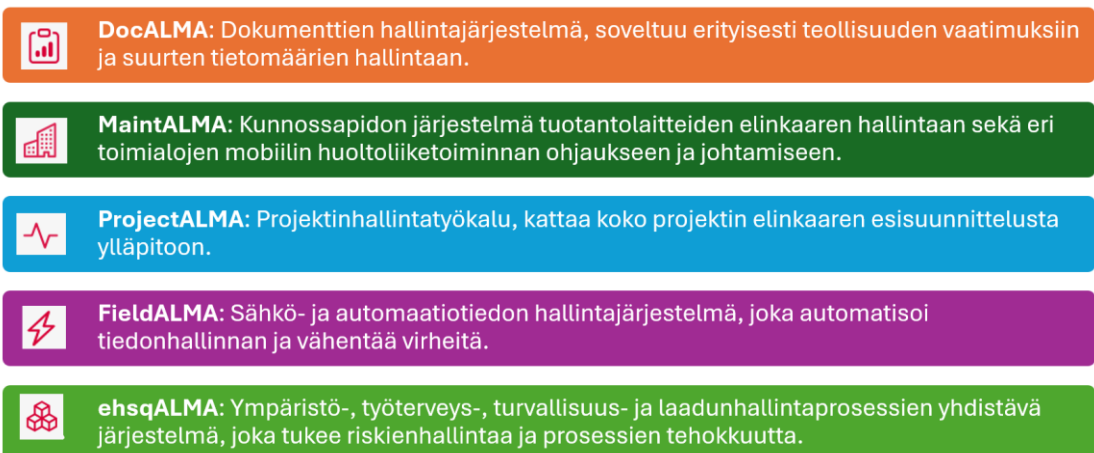 DocALMA: Dokumenttien hallintajärjestelmä, soveltuu erityisesti teollisuuden vaatimuksiin
ja suurten tietomäärien hallintaan.
MaintALMA: Kunnossapidon järjestelmä tuotantolaitteiden elinkaaren hallintaan sekä eri
toimialojen mobiilin huoltoliiketoiminnan ohjaukseen ja johtamiseen.
ProjectALMA: Projektinhallintatyökalu, kattaa koko projektin elinkaaren esisuunnittelusta
ylläpitoon.
FieldALMA: Sähkö- ja automaatiotiedon hallintajärjestelmä, joka automatisoi
tiedonhallinnan ja vähentää virheitä.
ehsqALMA: Ympäristö-, työterveys-, turvallisuus- ja laadunhallintaprosessien yhdistävä
järjestelmä, joka tukee riskienhallintaa ja prosessien tehokkuutta.